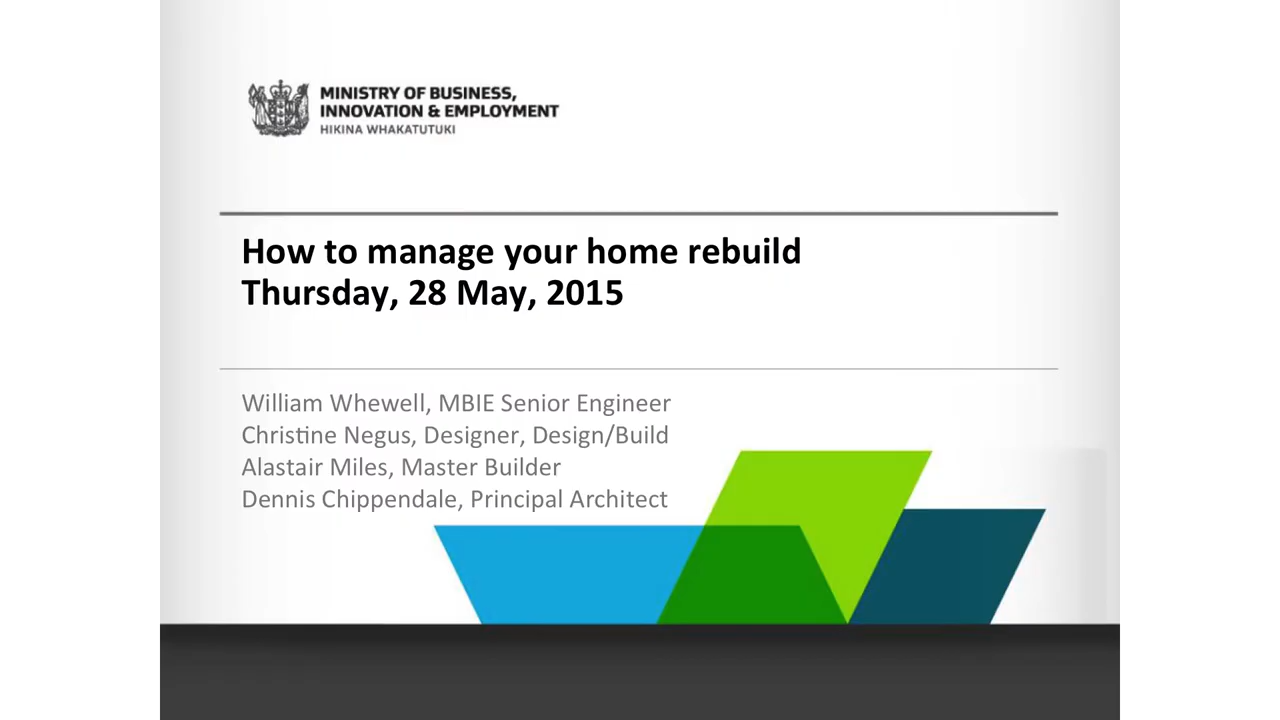 MINISTRY OF BUSINESS,
INNOVATION & EMPLOYMENT
HIKINA WHAKATUTUKI
How to manage your home rebuild
Thursday, 28 May, 2015
William Whewell, MBIE Senior Engineer
Christine Negus, Designer, Design/Build
Alastair Miles, Master Builder
Dennis Chippendale, Principal Architect